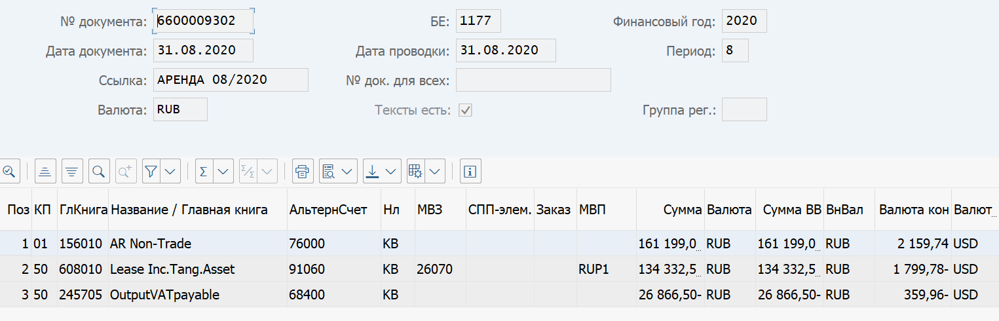 № документа: 6600009302 БЕ: 1177 Финансовый год: 2020
Дата документа: 31.08.2020 Дата проводки: 31.08.2020 Период: 8
Ссылка: АРЕНДА 08/2020 № док. для всех:
Валюта: RUB Тексты есть: Группа рег.:
Поз КП ГлКнига Название / Главная книга АльтернСчет Нл МВЗ СПП-элем. Заказ МВП Сумма Валюта Сумма ВВ ВнВал Валюта кон Валют...
1 01 156010 AR Non-Trade 76000 КВ 161 199,0... RUB 161 199,0... RUB 2 159,74 USD
2 50 608010 Lease Inc.Tang.Asset 91060 КВ 26070 RUP1 134 332,5... RUB 134 332,5... RUB 1 799,78- USD
3 50 245705 OutputVATpayable 68400 КВ 26 866,50- RUB 26 866,50- RUB 359,96- USD